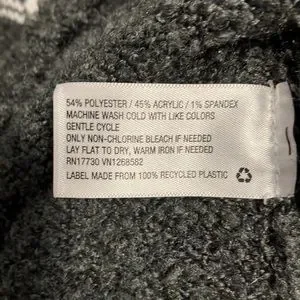 54% POLYESTER / 45% ACRYLIC / 1% SPANDEX
MACHINE WASH COLD WITH LIKE COLORS
GENTLE CYCLE
ONLY NON-CHLORINE BLEACH IF NEEDED
LAY FLAT TO DRY, WARM IRON IF NEEDED
RN17730 VN1268582
LABEL MADE FROM 100% RECYCLED PLASTIC